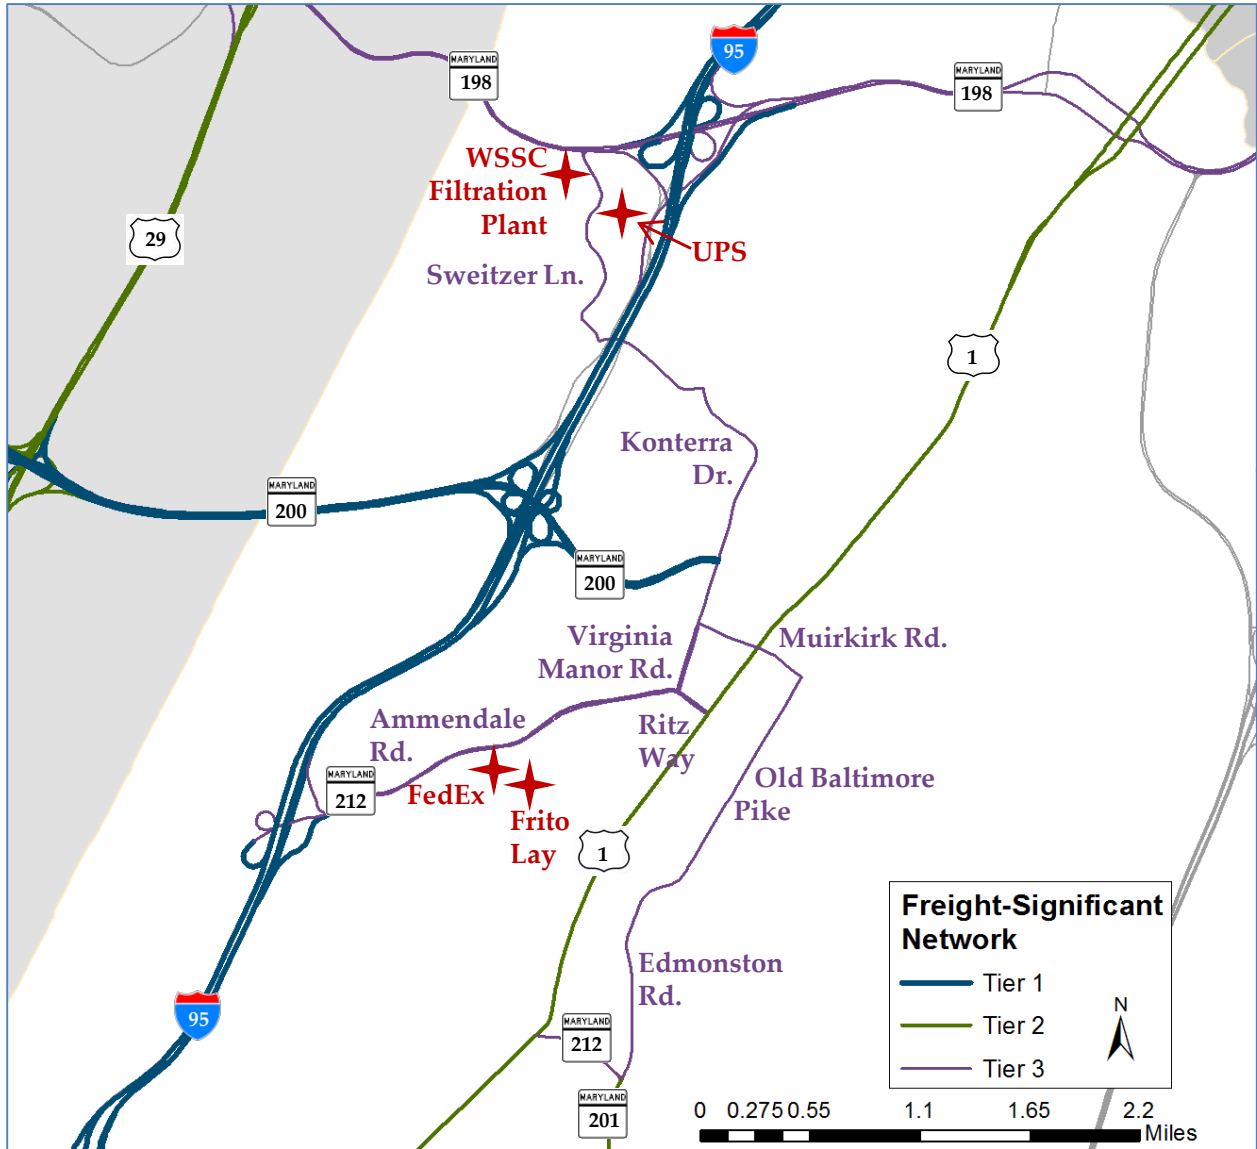 95
MARYLAND
198
MARYLAND
198
WSSC
Filtration
Plant
UPS
29
Sweitzer Ln.
1
Konterra
Dr.
MARYLAND
200
MARYLAND
200
Virginia
Manor Rd.
Muirkirk Rd.
Ammendale
Rd.
Ritz
Way
MARYLAND
212
FedEx
Frito
Lay
Old Baltimore
Pike
1
Edmonston
Rd.
95
MARYLAND
212
MARYLAND
201
Freight-Significant
Network
Tier 1
Tier 2
Tier 3
N
0 0.275 0.55 1.1 1.65 2.2
Miles